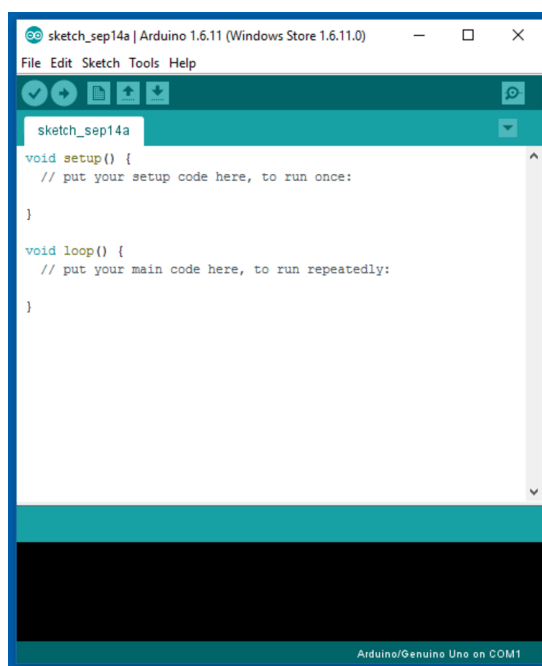 sketch_sep14a | Arduino 1.6.11 (Windows Store 1.6.11.0)
File Edit Sketch Tools Help
sketch_sep14a
void setup() {
  // put your setup code here, to run once:
}
void loop() {
  // put your main code here, to run repeatedly:
}
Arduino/Genuino Uno on COM1